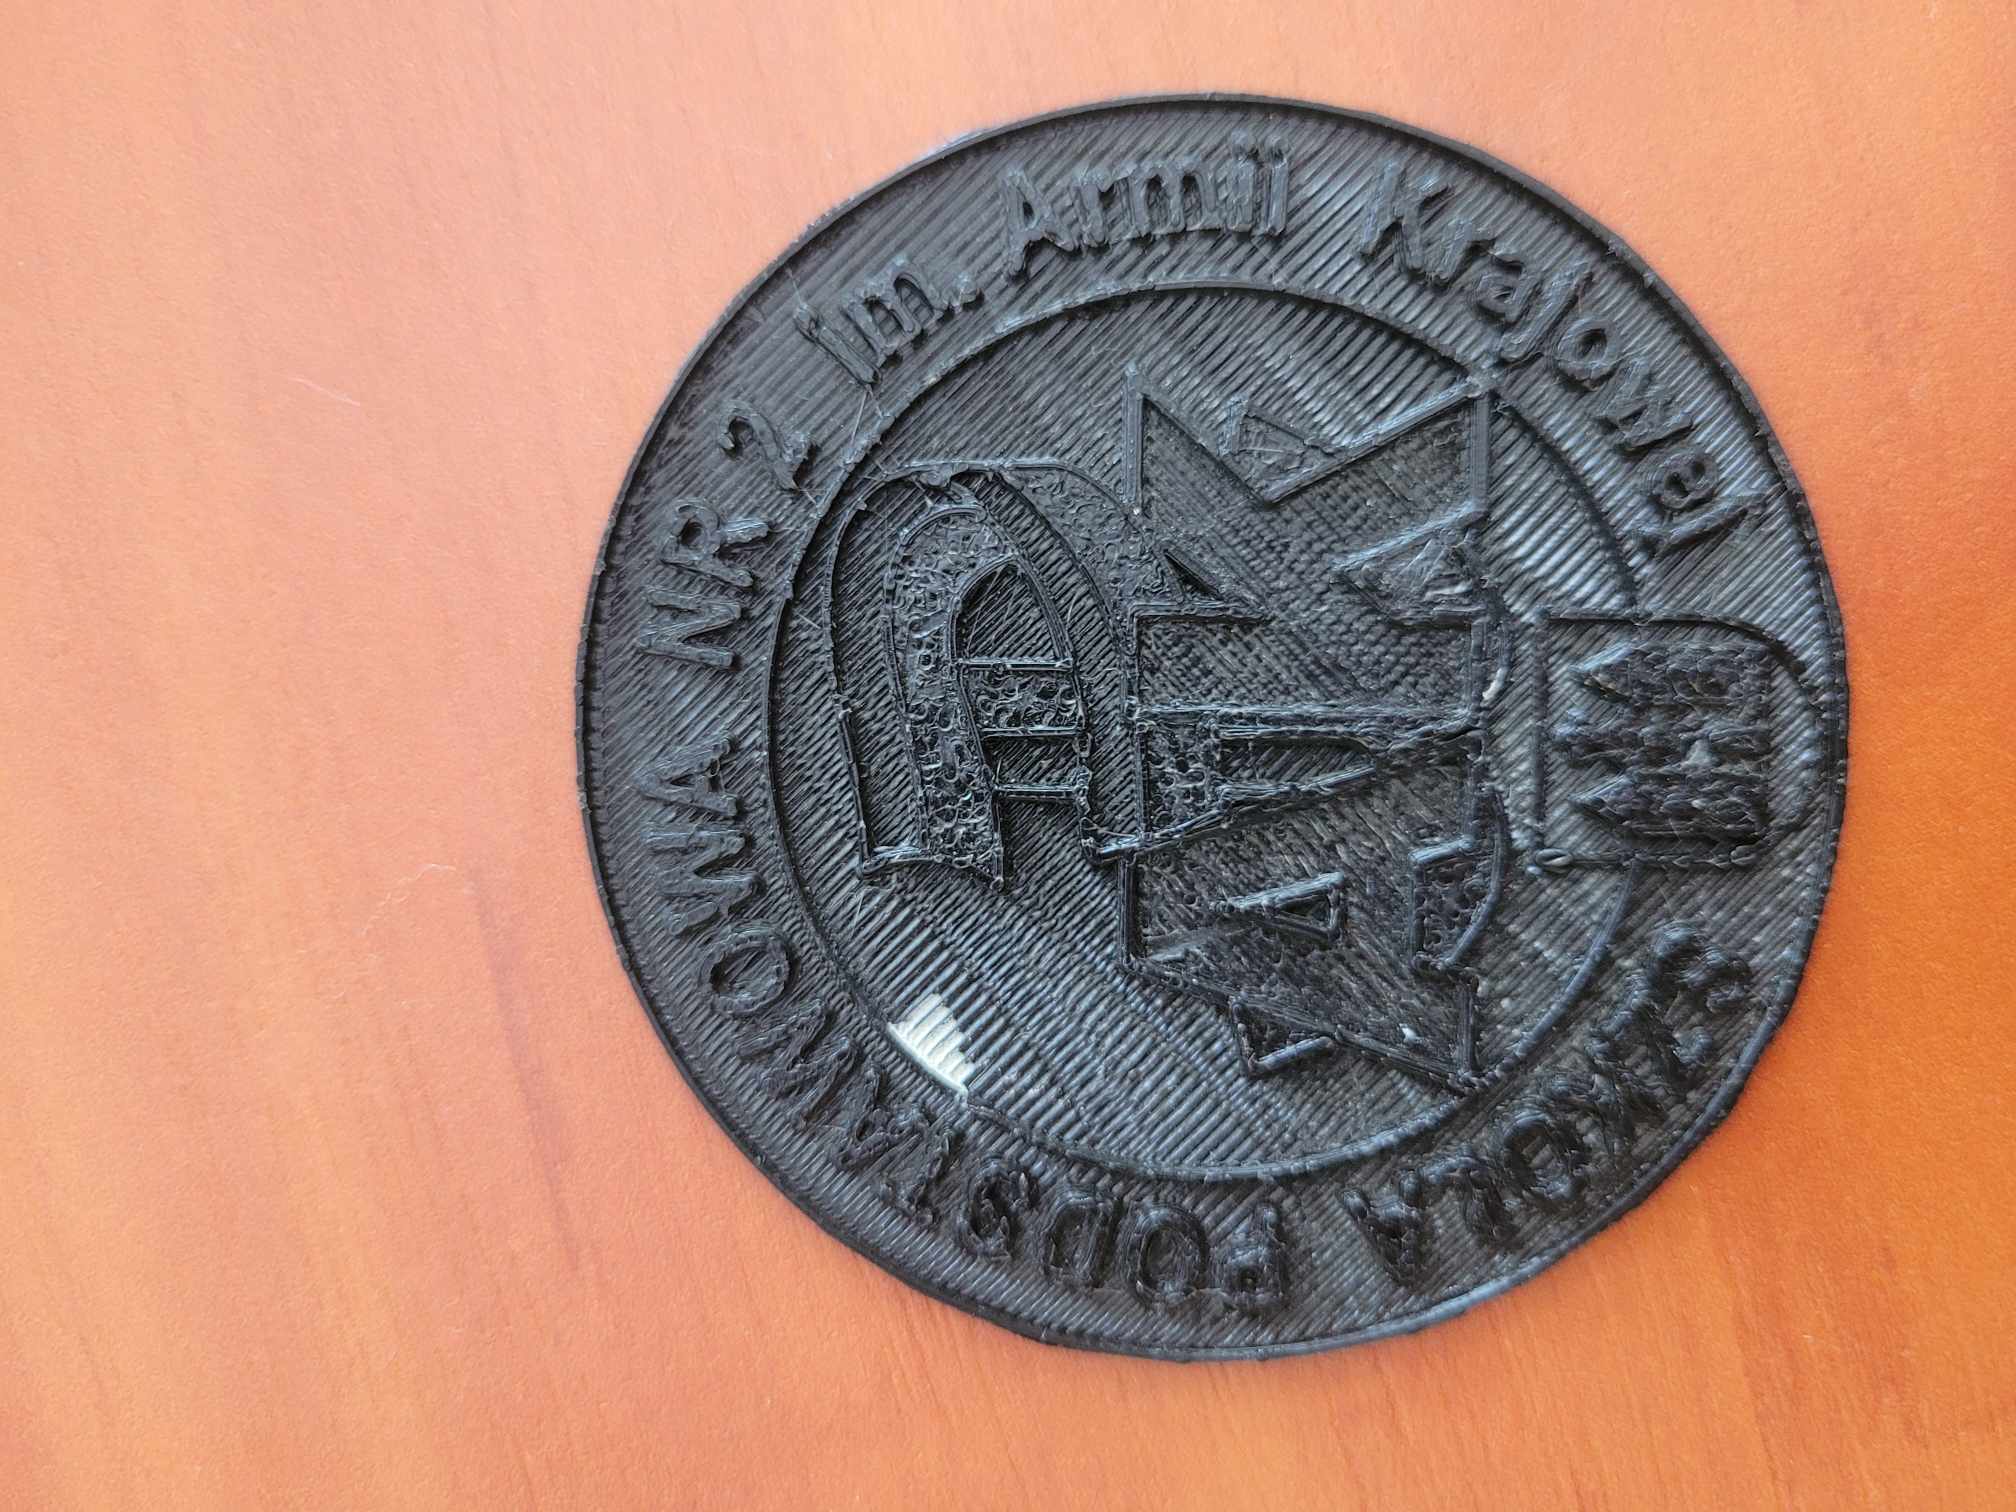 SZKOŁA PODSTAWOWA NR 2 im. Armii Krajowej